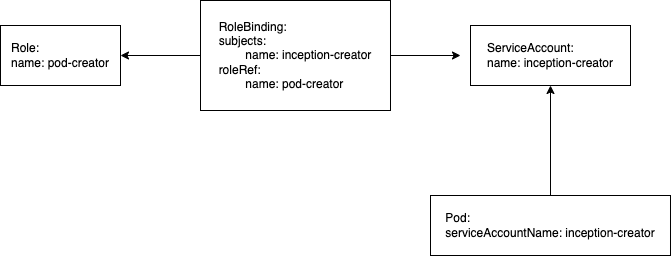 Role:
name: pod-creator
RoleBinding:
subjects:
name: inception-creator
roleRef:
name: pod-creator
ServiceAccount:
name: inception-creator
Pod:
serviceAccountName: inception-creator